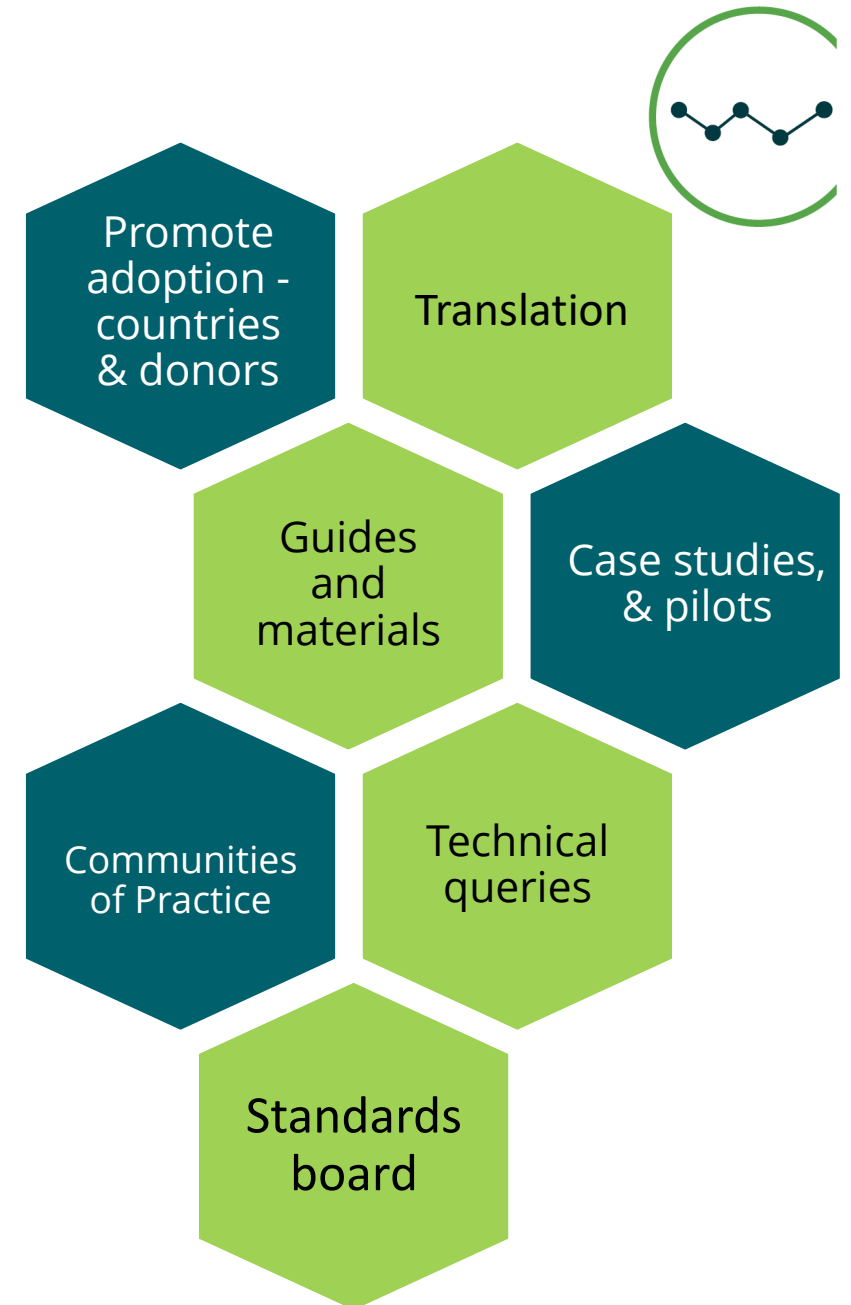 Promote
adoption -
countries
& donors
Translation
Guides
and
materials
Case studies,
& pilots
Communities
of Practice
Technical
queries
Standards
board